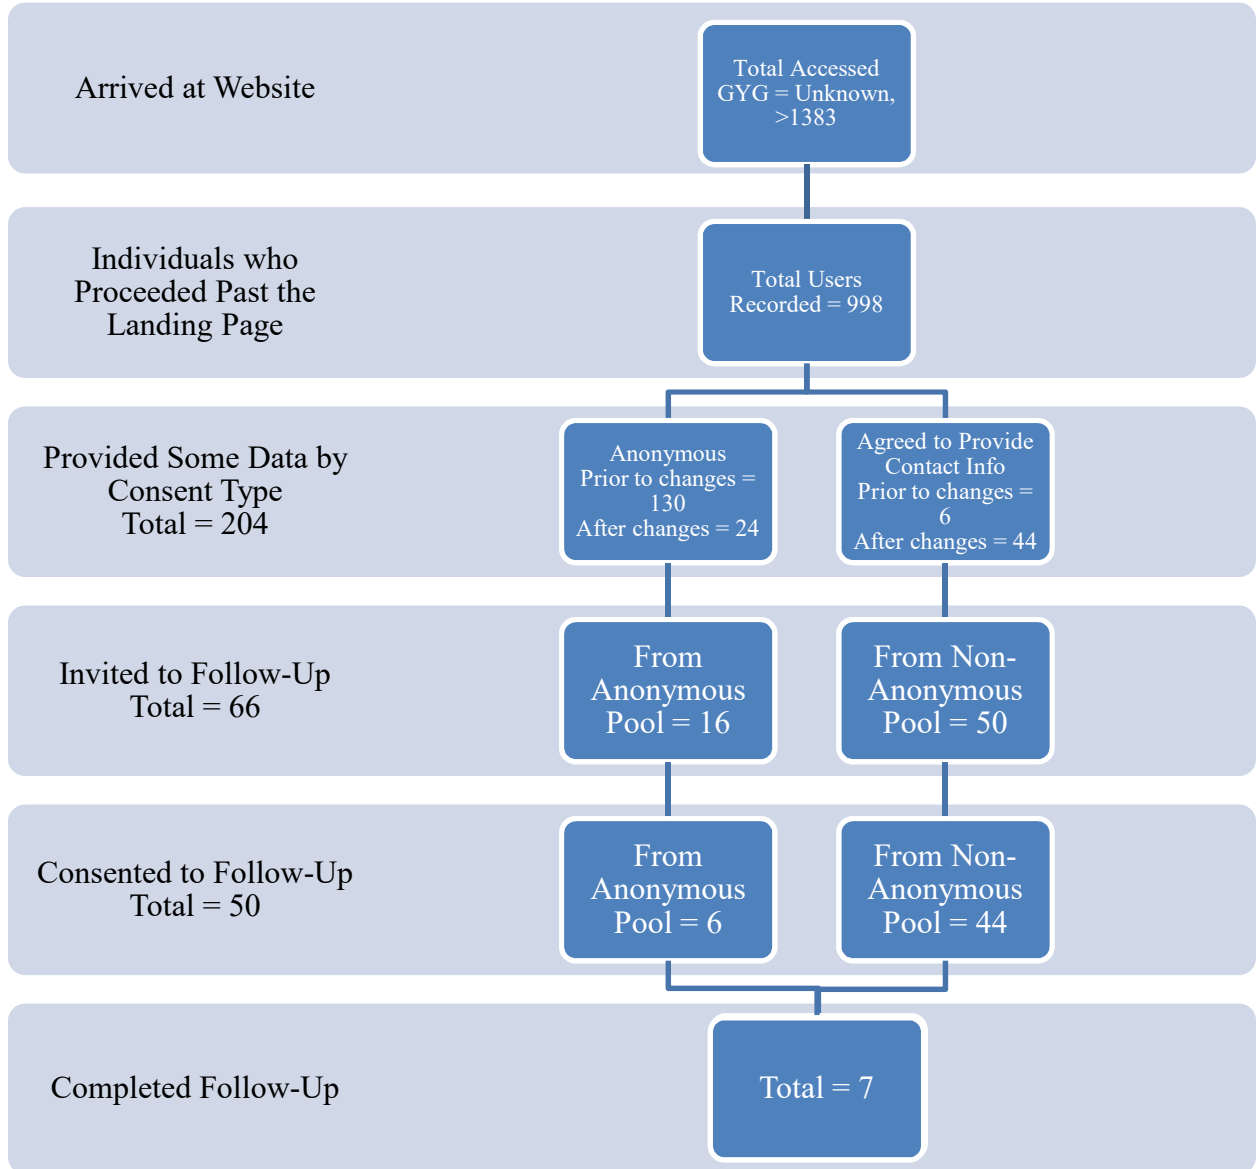 Arrived at Website
Total Accessed
GYG = Unknown,
>1383
Individuals who
Proceeded Past the
Landing Page
Total Users
Recorded = 998
Provided Some Data by
Consent Type
Total = 204
Anonymous
Prior to changes =
130
After changes = 24
Agreed to Provide
Contact Info
Prior to changes =
6
After changes = 44
Invited to Follow-Up
Total = 66
From
Anonymous
Pool = 16
From Non-
Anonymous
Pool = 50
Consented to Follow-Up
Total = 50
From
Anonymous
Pool = 6
From Non-
Anonymous
Pool = 44
Completed Follow-Up
Total = 7